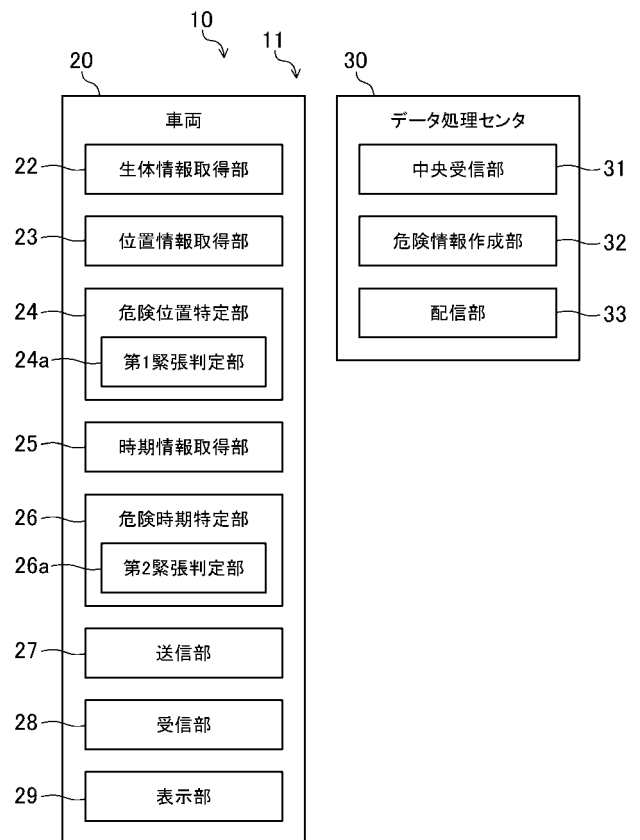 10
11
20
車両
22
生体情報取得部
23
位置情報取得部
24
危険位置特定部
24a
第1緊張判定部
25
時期情報取得部
26
危険時期特定部
26a
第2緊張判定部
27
送信部
28
受信部
29
表示部
30
データ処理センタ
中央受信部
31
危険情報作成部
32
配信部
33